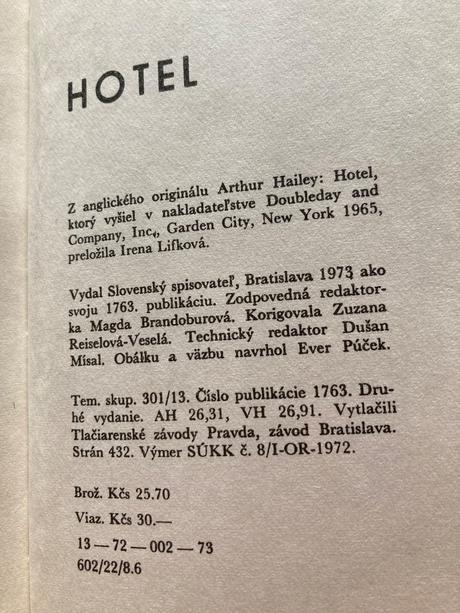 HOTEL
Z anglického originálu Arthur Hailey: Hotel,
ktorý vyšiel v nakladateľstve Doubleday and
Company, Inc., Garden City, New York 1965,
preložila Irena Lifková.
Vydal Slovenský spisovateľ, Bratislava 1973 ako
svoju 1763. publikáciu. Zodpovedná redaktor-
ka Magda Brandoburová. Korigovala Zuzana
Reiselová-Veselá. Technický redaktor Dušan
Mísal. Obálku a väzbu navrhol Ever Púček.
Tem. skup. 301/13. Číslo publikácie 1763. Dru-
hé vydanie. AH 26,31, VH 26,91. Vytlačili
Tlačiarenské závody Pravda, závod Bratislava.
Strán 432. Výmer SÚKK č. 8/I-OR-1972.
Brož. Kčs 25.70
Viaz. Kčs 30.—
13 — 72 — 002 — 73
602/22/8.6